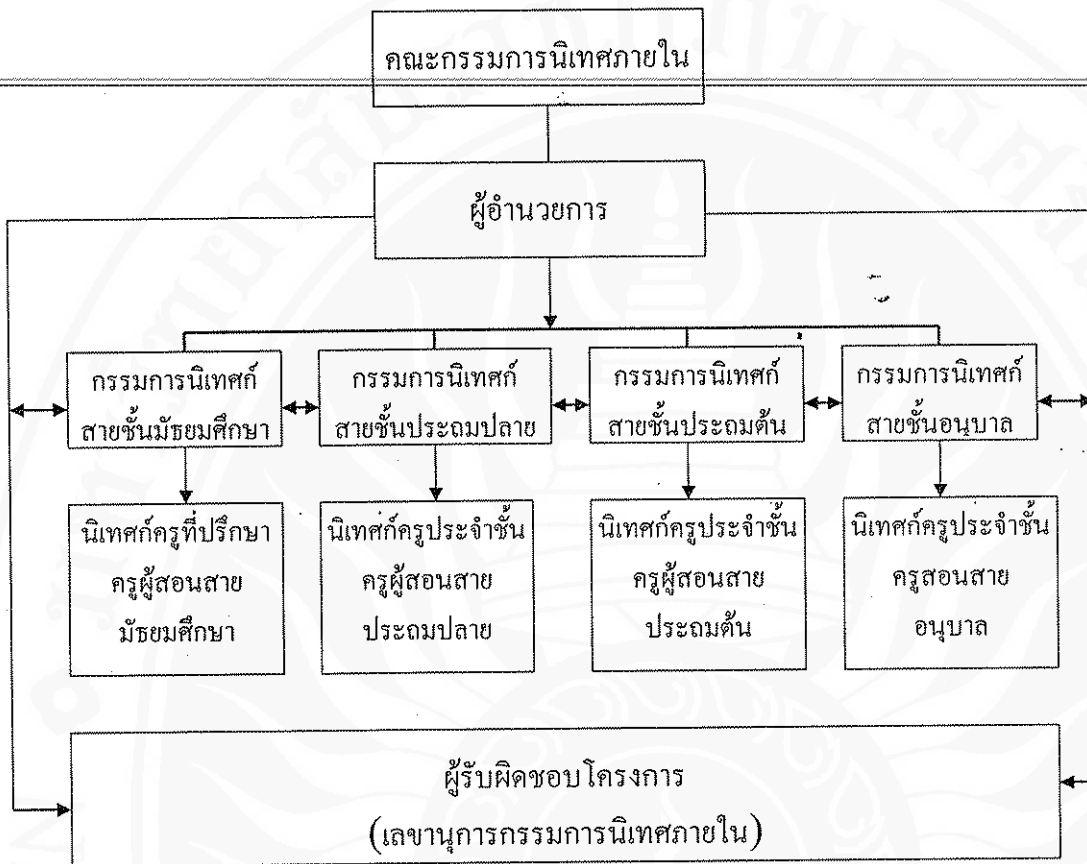 คณะกรรมการนิเทศภายใน
ผู้อำนวยการ
กรรมการนิเทศก์
สายชั้นมัธยมศึกษา
กรรมการนิเทศก์
สายชั้นประถมปลาย
กรรมการนิเทศก์
สายชั้นประถมต้น
กรรมการนิเทศก์
สายชั้นอนุบาล
นิเทศก์ครูที่ปรึกษา
ครูผู้สอนสาย
มัธยมศึกษา
นิเทศก์ครูประจำชั้น
ครูผู้สอนสาย
ประถมปลาย
นิเทศก์ครูประจำชั้น
ครูผู้สอนสาย
ประถมต้น
นิเทศก์ครูประจำชั้น
ครูสอนสาย
อนุบาล
ผู้รับผิดชอบโครงการ
(เลขานุการกรรมการนิเทศภายใน)